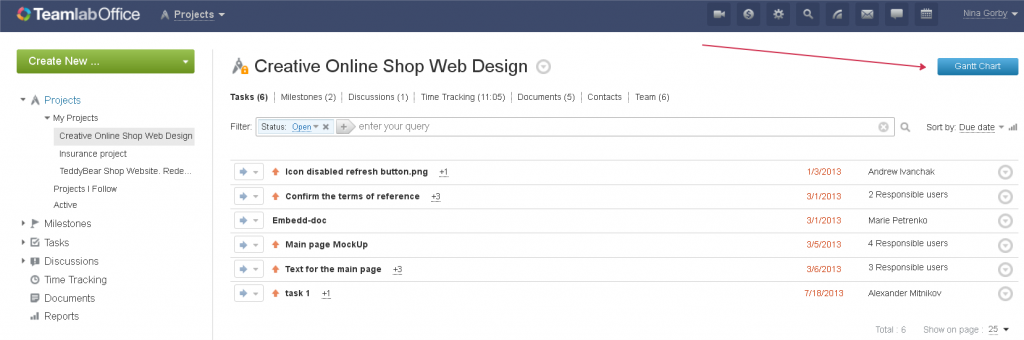 TeamlabOffice Projects Nina Gorby
Create New ...
Projects
My Projects
Creative Online Shop Web Design
Insurance project
TeddyBear Shop Website. Rede...
Projects I Follow
Active
Milestones
Tasks
Discussions
Time Tracking
Documents
Reports
Creative Online Shop Web Design
Gantt Chart
Tasks (6) Milestones (2) Discussions (1) Time Tracking (11:05) Documents (5) Contacts Team (6)
Filter: Status: Open enter your query Sort by: Due date
Icon disabled refresh button.png +1 1/3/2013 Andrew Ivanchak
Confirm the terms of reference +3 3/1/2013 2 Responsible users
Embedd-doc 3/1/2013 Marie Petrenko
Main page MockUp 3/5/2013 4 Responsible users
Text for the main page +3 3/6/2013 3 Responsible users
task 1 +1 7/18/2013 Alexander Mitnikov
Total : 6 Show on page : 25